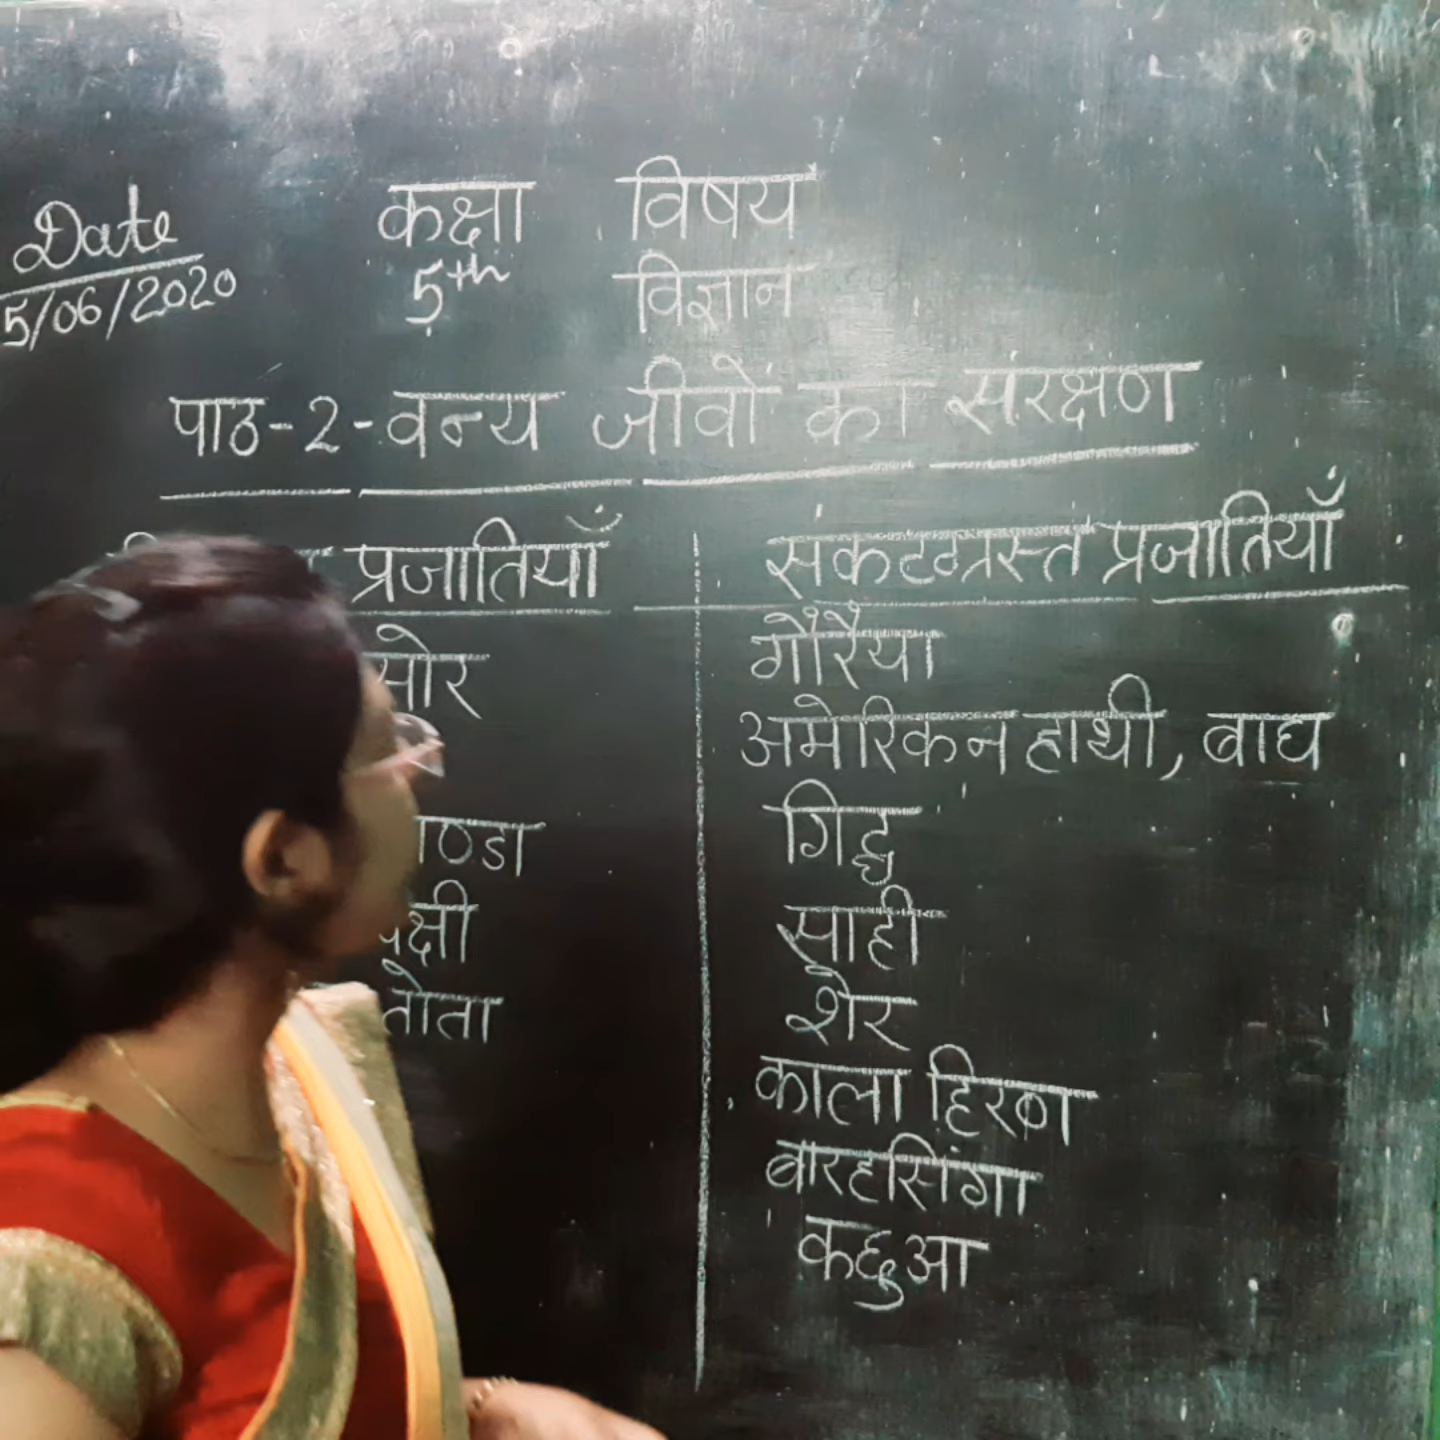 Date कक्षा विषय
5/06/2020 5th विज्ञान
पाठ-2-वन्य जीवों का संरक्षण
प्रजातियाँ संकटग्रस्त प्रजातियाँ
गौरैया
अमेरिकन हाथी, बाघ
गिद्ध
साही
तोता शेर
काला हिरण
बारहसिंगा
कछुआ